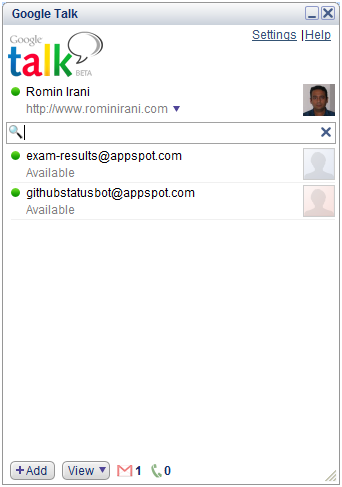 Google Talk
Settings | Help
Google
talk
BETA
Romin Irani
http://www.rominirani.com
exam-results@appspot.com
Available
githubstatusbot@appspot.com
Available
+Add View 1 0